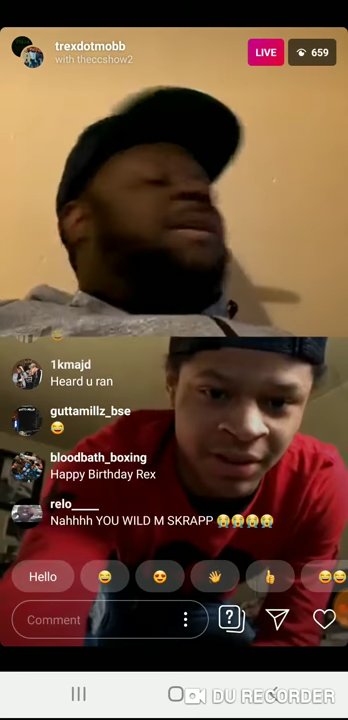 trexdotmobb
with theccshow2
LIVE
659
1kmajd
Heard u ran
guttamillz_bse
😂
bloodbath_boxing
Happy Birthday Rex
relo____
Nahhhh YOU WILD M SKRAPP 😭😭😭😭
Hello
Comment
DU RECORDER